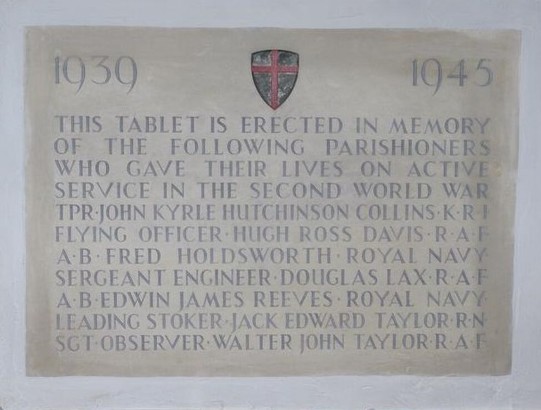 1939 1945
THIS TABLET IS ERECTED IN MEMORY
OF THE FOLLOWING PARISHIONERS
WHO GAVE THEIR LIVES ON ACTIVE
SERVICE IN THE SECOND WORLD WAR
TPR·JOHN KYRLE HUTCHINSON COLLINS·K·R·I
FLYING OFFICER·HUGH ROSS DAVIS·R·A·F
A·B·FRED HOLDSWORTH·ROYAL NAVY
SERGEANT ENGINEER·DOUGLAS LAX·R·A·F
A·B·EDWIN JAMES REEVES·ROYAL NAVY
LEADING STOKER·JACK EDWARD TAYLOR·R·N
SGT·OBSERVER·WALTER JOHN TAYLOR·R·A·F